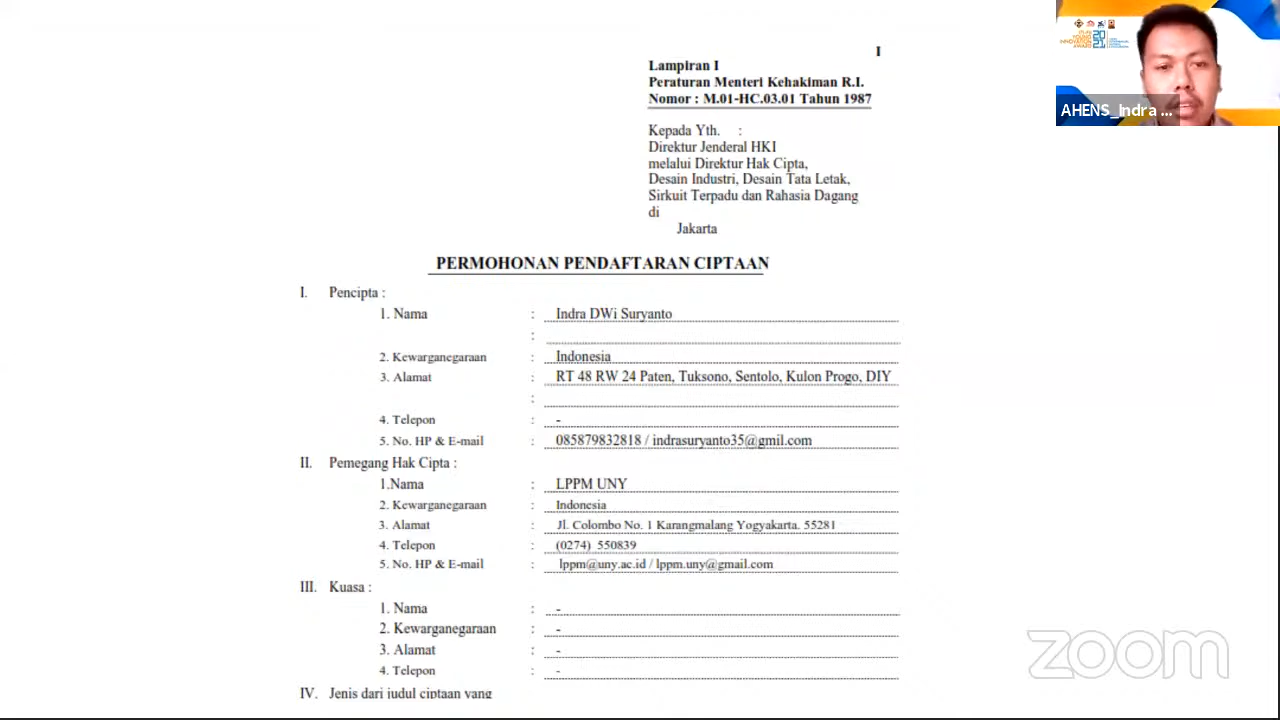 I
Lampiran I
Peraturan Menteri Kehakiman R.I.
Nomor : M.01-HC.03.01 Tahun 1987
Kepada Yth. :
Direktur Jenderal HKI
melalui Direktur Hak Cipta,
Desain Industri, Desain Tata Letak,
Sirkuit Terpadu dan Rahasia Dagang
di
Jakarta
PERMOHONAN PENDAFTARAN CIPTAAN
I. Pencipta :
1. Nama : Indra DWi Suryanto
:
2. Kewarganegaraan : Indonesia
3. Alamat : RT 48 RW 24 Paten, Tuksono, Sentolo, Kulon Progo, DIY
:
4. Telepon : -
5. No. HP & E-mail : 085879832818 / indrasuryanto35@gmil.com
II. Pemegang Hak Cipta :
1.Nama : LPPM UNY
2. Kewarganegaraan : Indonesia
3. Alamat : Jl. Colombo No. 1 Karangmalang Yogyakarta. 55281
4. Telepon : (0274) 550839
5. No. HP & E-mail : lppm@uny.ac.id / lppm.uny@gmail.com
III. Kuasa :
1. Nama : -
2. Kewarganegaraan : -
3. Alamat : -
4. Telepon : -
IV. Jenis dari judul ciptaan yang
2021
AHENS_Indra ...
zoom